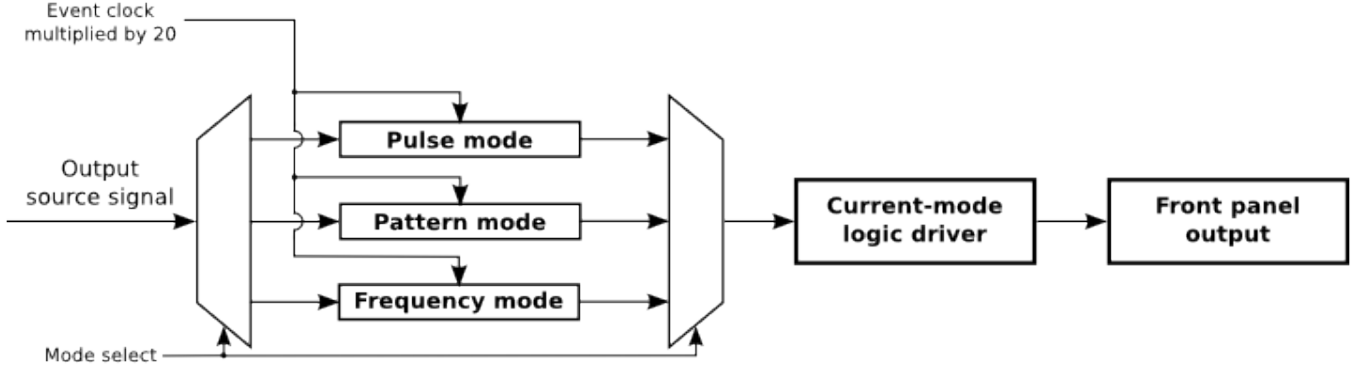 Event clock
multiplied by 20
Pulse mode
Output
source signal
Pattern mode
Current-mode
logic driver
Front panel
output
Frequency mode
Mode select